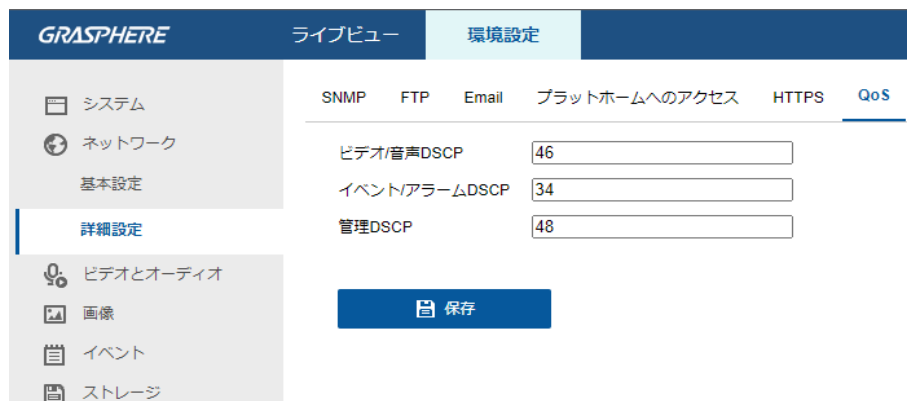 GRASPHERE ライブビュー 環境設定
システム
ネットワーク
基本設定
詳細設定
ビデオとオーディオ
画像
イベント
ストレージ
SNMP FTP Email プラットホームへのアクセス HTTPS QoS
ビデオ/音声DSCP 46
イベント/アラームDSCP 34
管理DSCP 48
保存